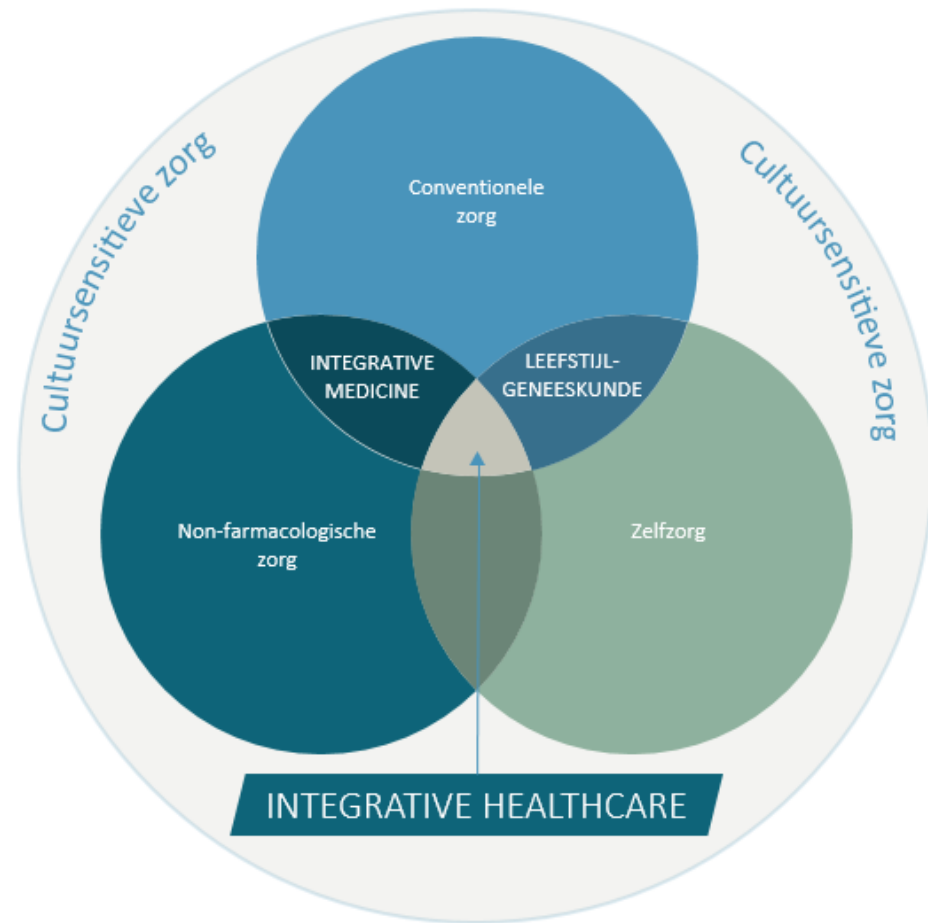 Cultuursensitieve zorg
Cultuursensitieve zorg
Conventionele
zorg
INTEGRATIVE
MEDICINE
LEEFSTIJL-
GENEESKUNDE
Non-farmacologische
zorg
Zelfzorg
INTEGRATIVE HEALTHCARE